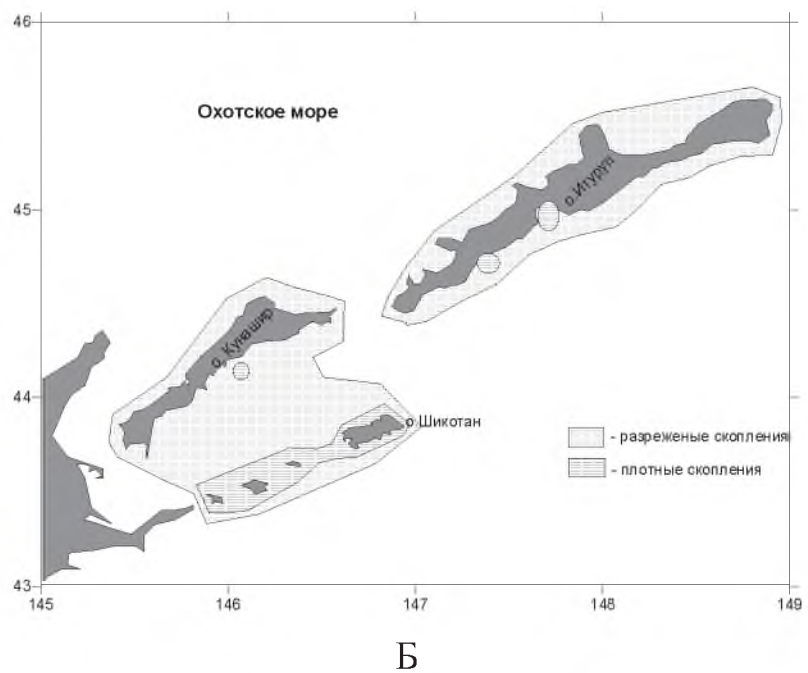 46
Охотское море
о.Итуруп
45
о. Кунашир
44
о.Шикотан
- разреженые скопления
- плотные скопления
43
145
146
147
148
149
Б